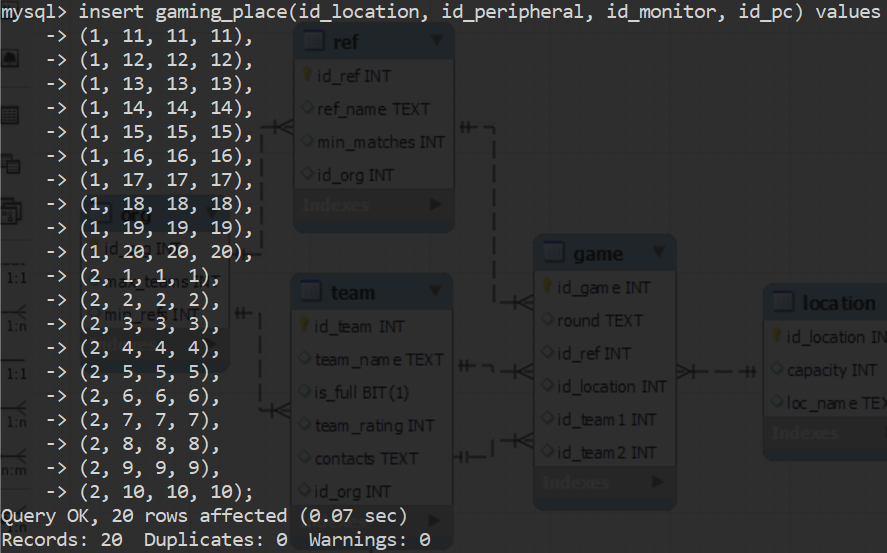 mysql> insert gaming_place(id_location, id_peripheral, id_monitor, id_pc) values
-> (1, 11, 11, 11),
-> (1, 12, 12, 12),
-> (1, 13, 13, 13),
-> (1, 14, 14, 14),
-> (1, 15, 15, 15),
-> (1, 16, 16, 16),
-> (1, 17, 17, 17),
-> (1, 18, 18, 18),
-> (1, 19, 19, 19),
-> (1, 20, 20, 20),
-> (2, 1, 1, 1),
-> (2, 2, 2, 2),
-> (2, 3, 3, 3),
-> (2, 4, 4, 4),
-> (2, 5, 5, 5),
-> (2, 6, 6, 6),
-> (2, 7, 7, 7),
-> (2, 8, 8, 8),
-> (2, 9, 9, 9),
-> (2, 10, 10, 10);
Query OK, 20 rows affected (0.07 sec)
Records: 20 Duplicates: 0 Warnings: 0
ref
id_ref INT
ref_name TEXT
min_matches INT
id_org INT
Indexes
org
max_teams INT
team
id_team INT
team_name TEXT
is_full BIT(1)
team_rating INT
contacts TEXT
id_org INT
game
id_game INT
round TEXT
id_ref INT
id_location INT
id_team1 INT
id_team2 INT
Indexes
location
id_location IN
capacity INT
loc_name TEX
Indexes
1:1
1:n
1:1
1:n
n:m